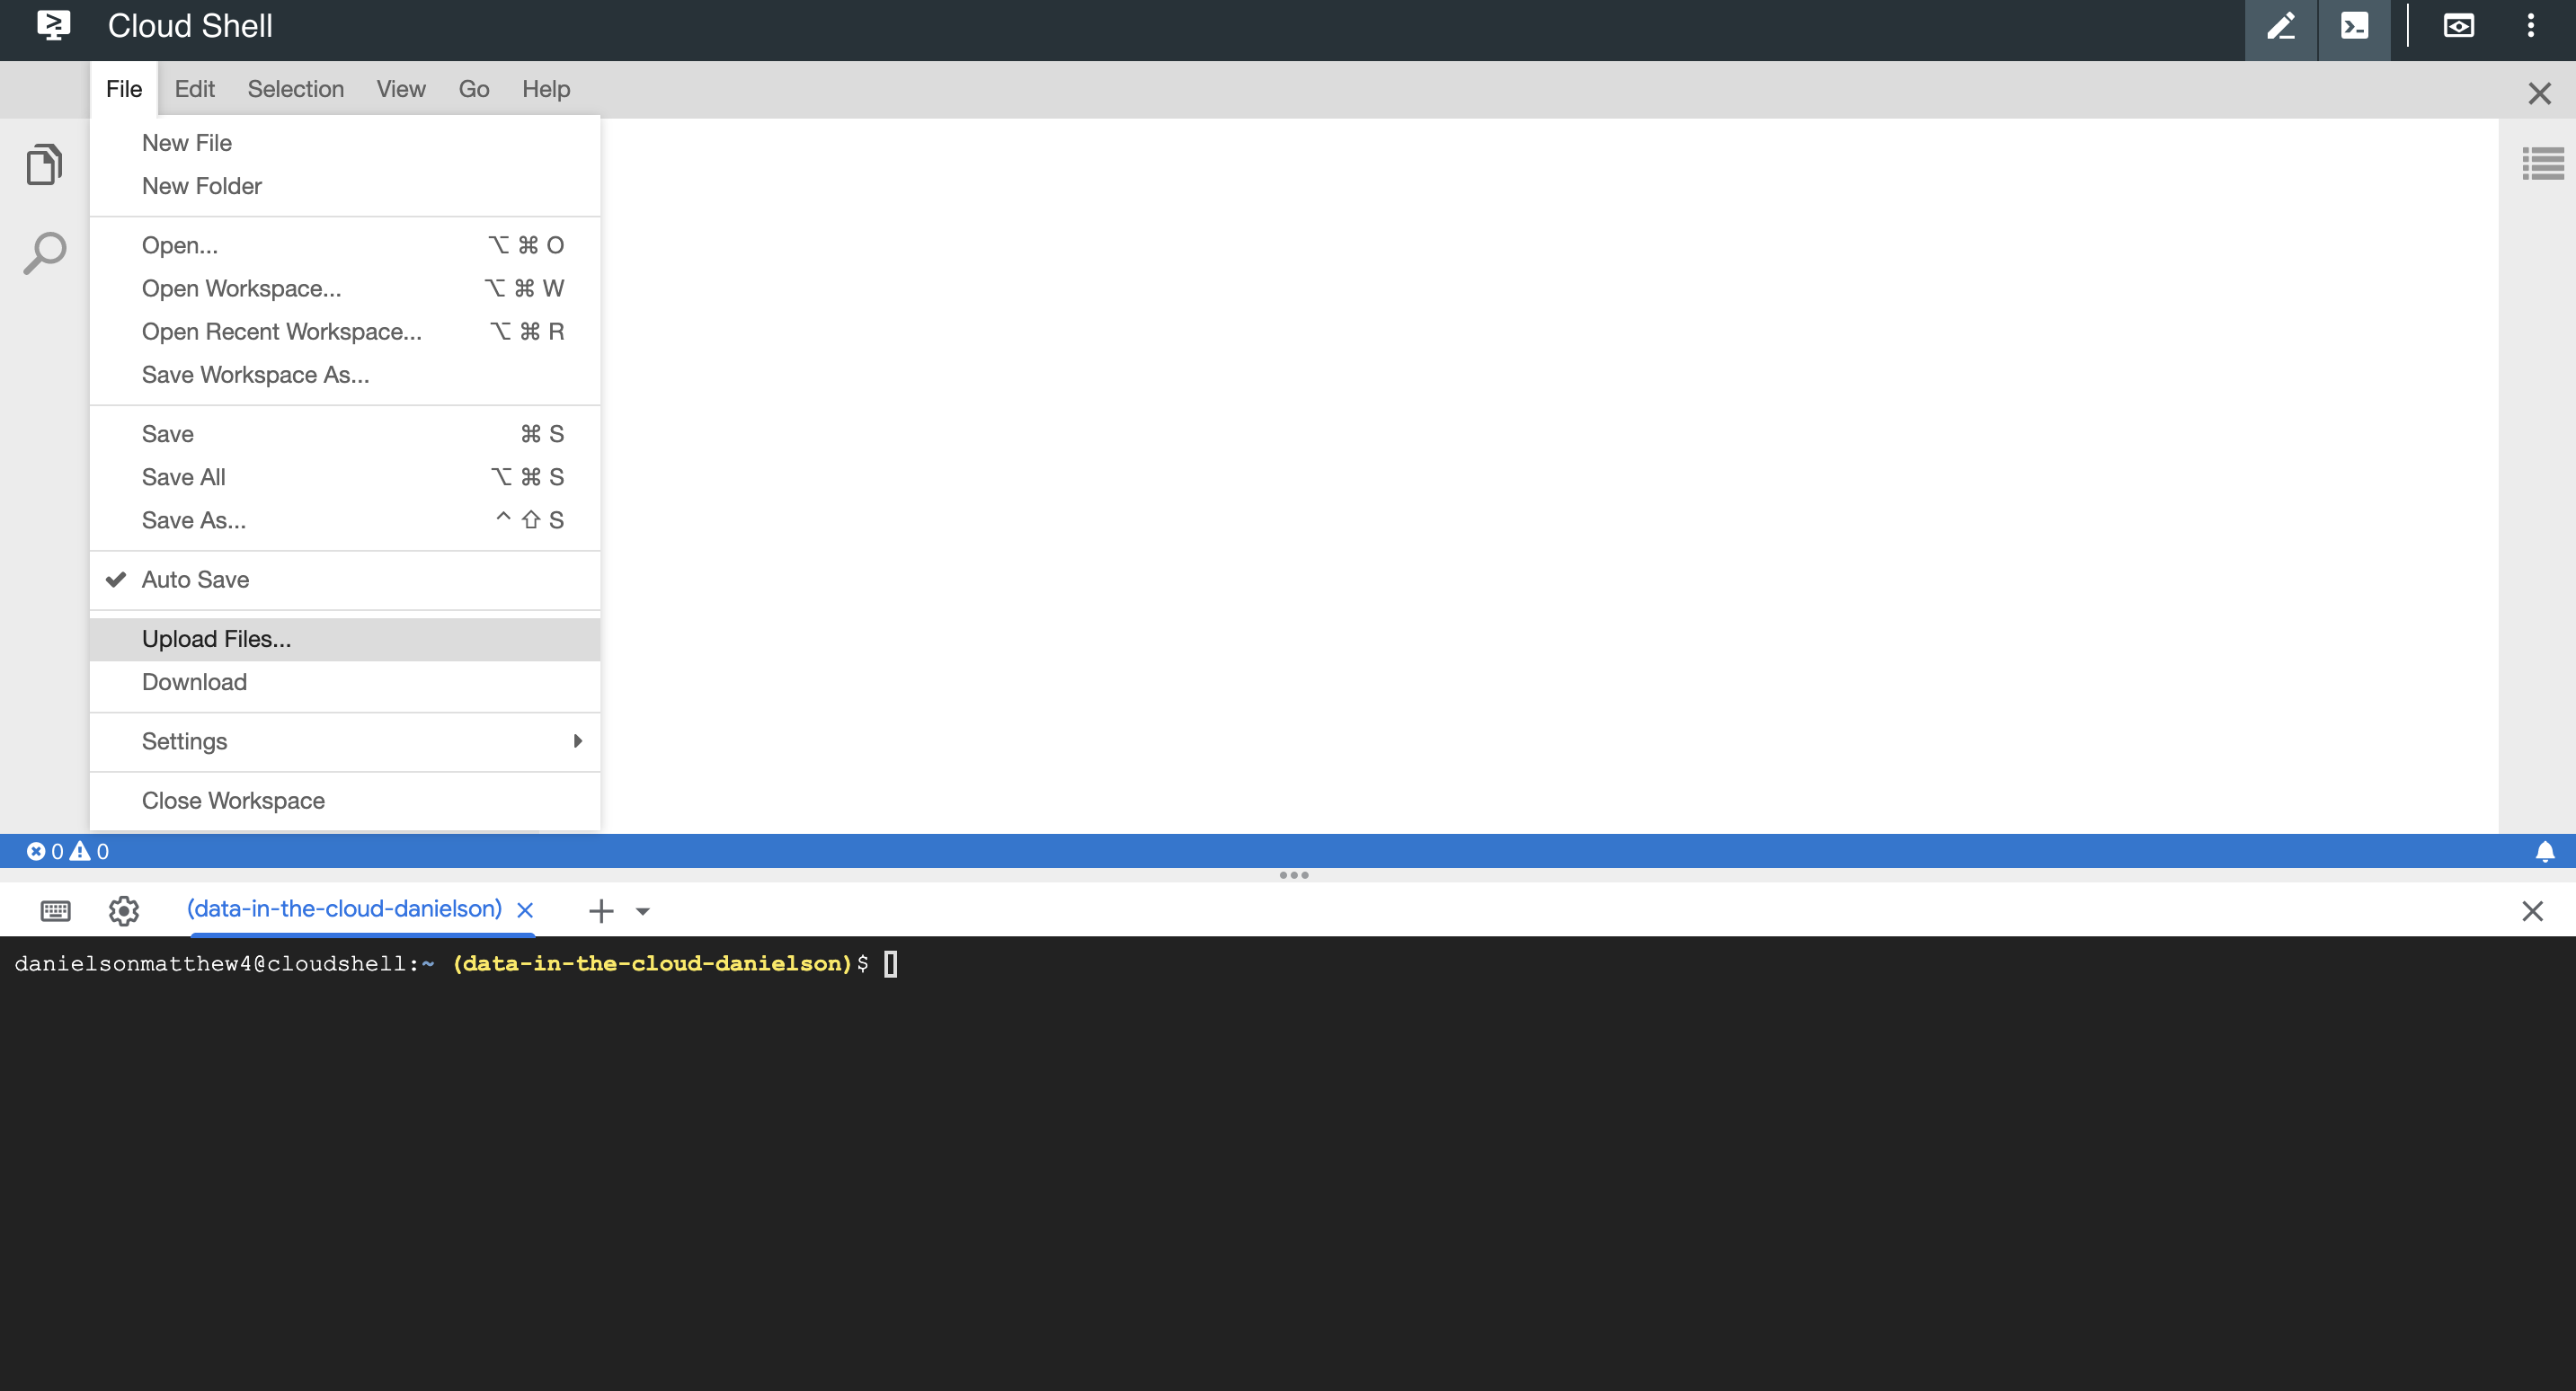 Cloud Shell
File Edit Selection View Go Help
New File
New Folder
Open... ⌥ ⌘ O
Open Workspace... ⌥ ⌘ W
Open Recent Workspace... ⌥ ⌘ R
Save Workspace As...
Save ⌘ S
Save All ⌥ ⌘ S
Save As... ^ ⇧ S
✔ Auto Save
Upload Files...
Download
Settings
Close Workspace
0 0
(data-in-the-cloud-danielson)
danielsonmatthew4@cloudshell:~ (data-in-the-cloud-danielson)$